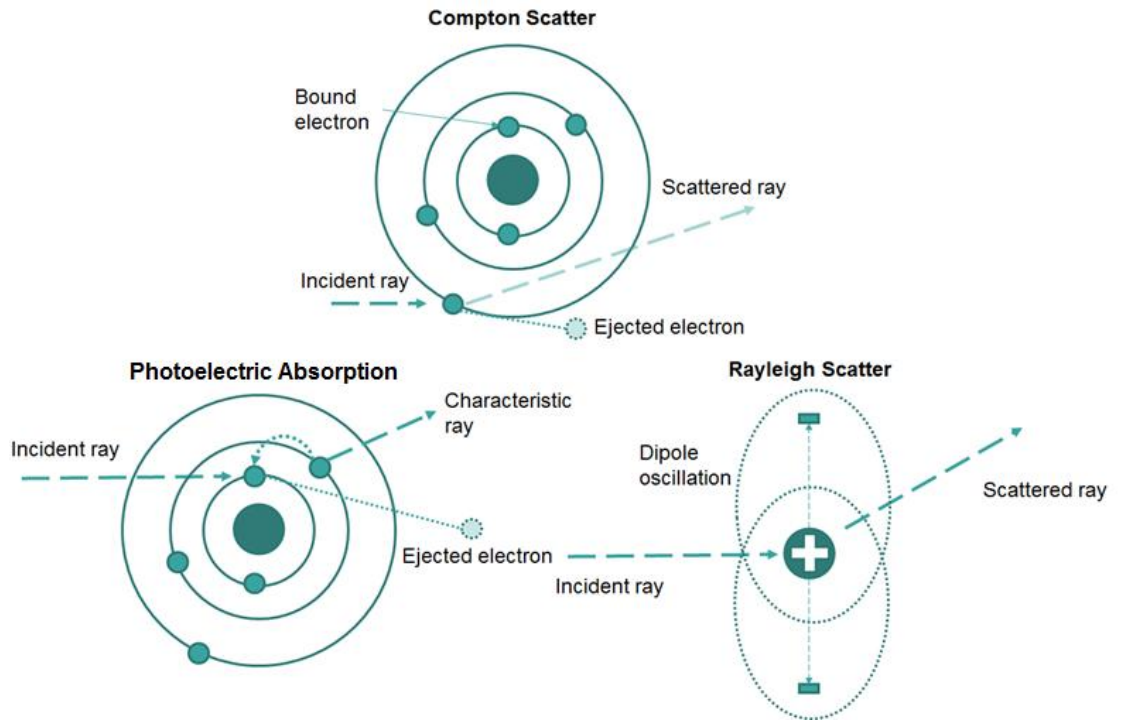 Compton Scatter
Bound
electron
Scattered ray
Incident ray
Ejected electron
Photoelectric Absorption
Characteristic
ray
Incident ray
Ejected electron
Rayleigh Scatter
Dipole
oscillation
Scattered ray
Incident ray